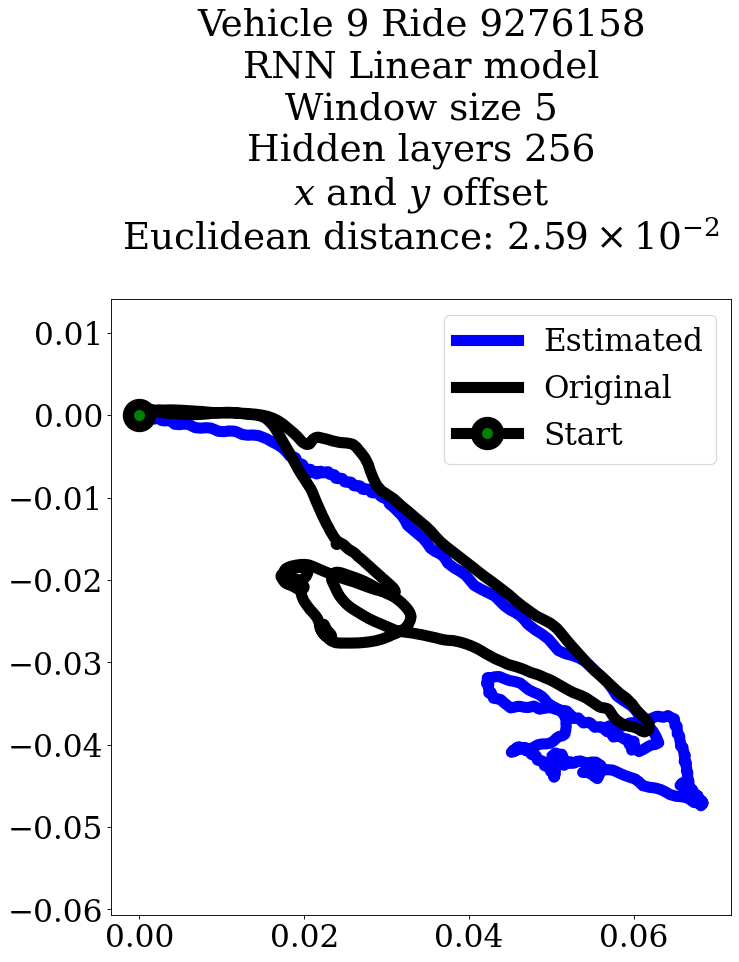 Vehicle 9 Ride 9276158
RNN Linear model
Window size 5
Hidden layers 256
x and y offset
Euclidean distance: 2.59 × 10⁻²
Estimated
Original
Start
0.01
0.00
−0.01
−0.02
−0.03
−0.04
−0.05
−0.06
0.00 0.02 0.04 0.06